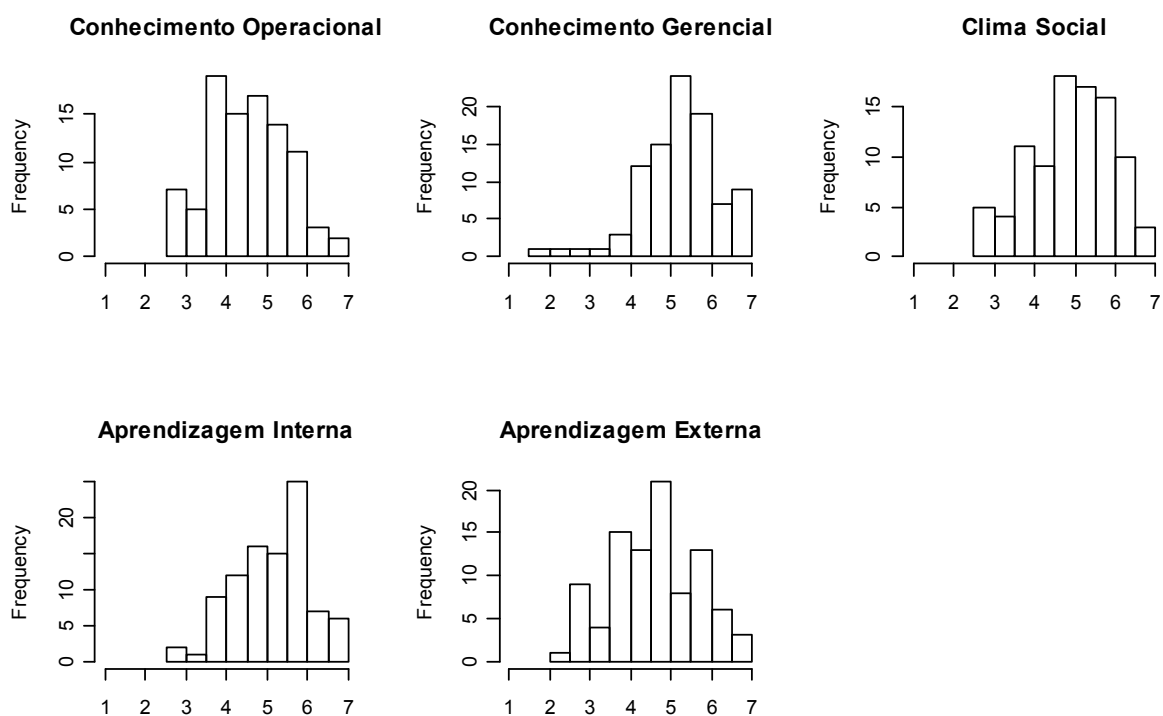 Conhecimento Operacional
Frequency
0 5 10 15
1 2 3 4 5 6 7
Conhecimento Gerencial
Frequency
0 5 10 15 20
1 2 3 4 5 6 7
Clima Social
Frequency
0 5 10 15
1 2 3 4 5 6 7
Aprendizagem Interna
Frequency
0 5 10 20
1 2 3 4 5 6 7
Aprendizagem Externa
Frequency
0 5 10 15 20
1 2 3 4 5 6 7